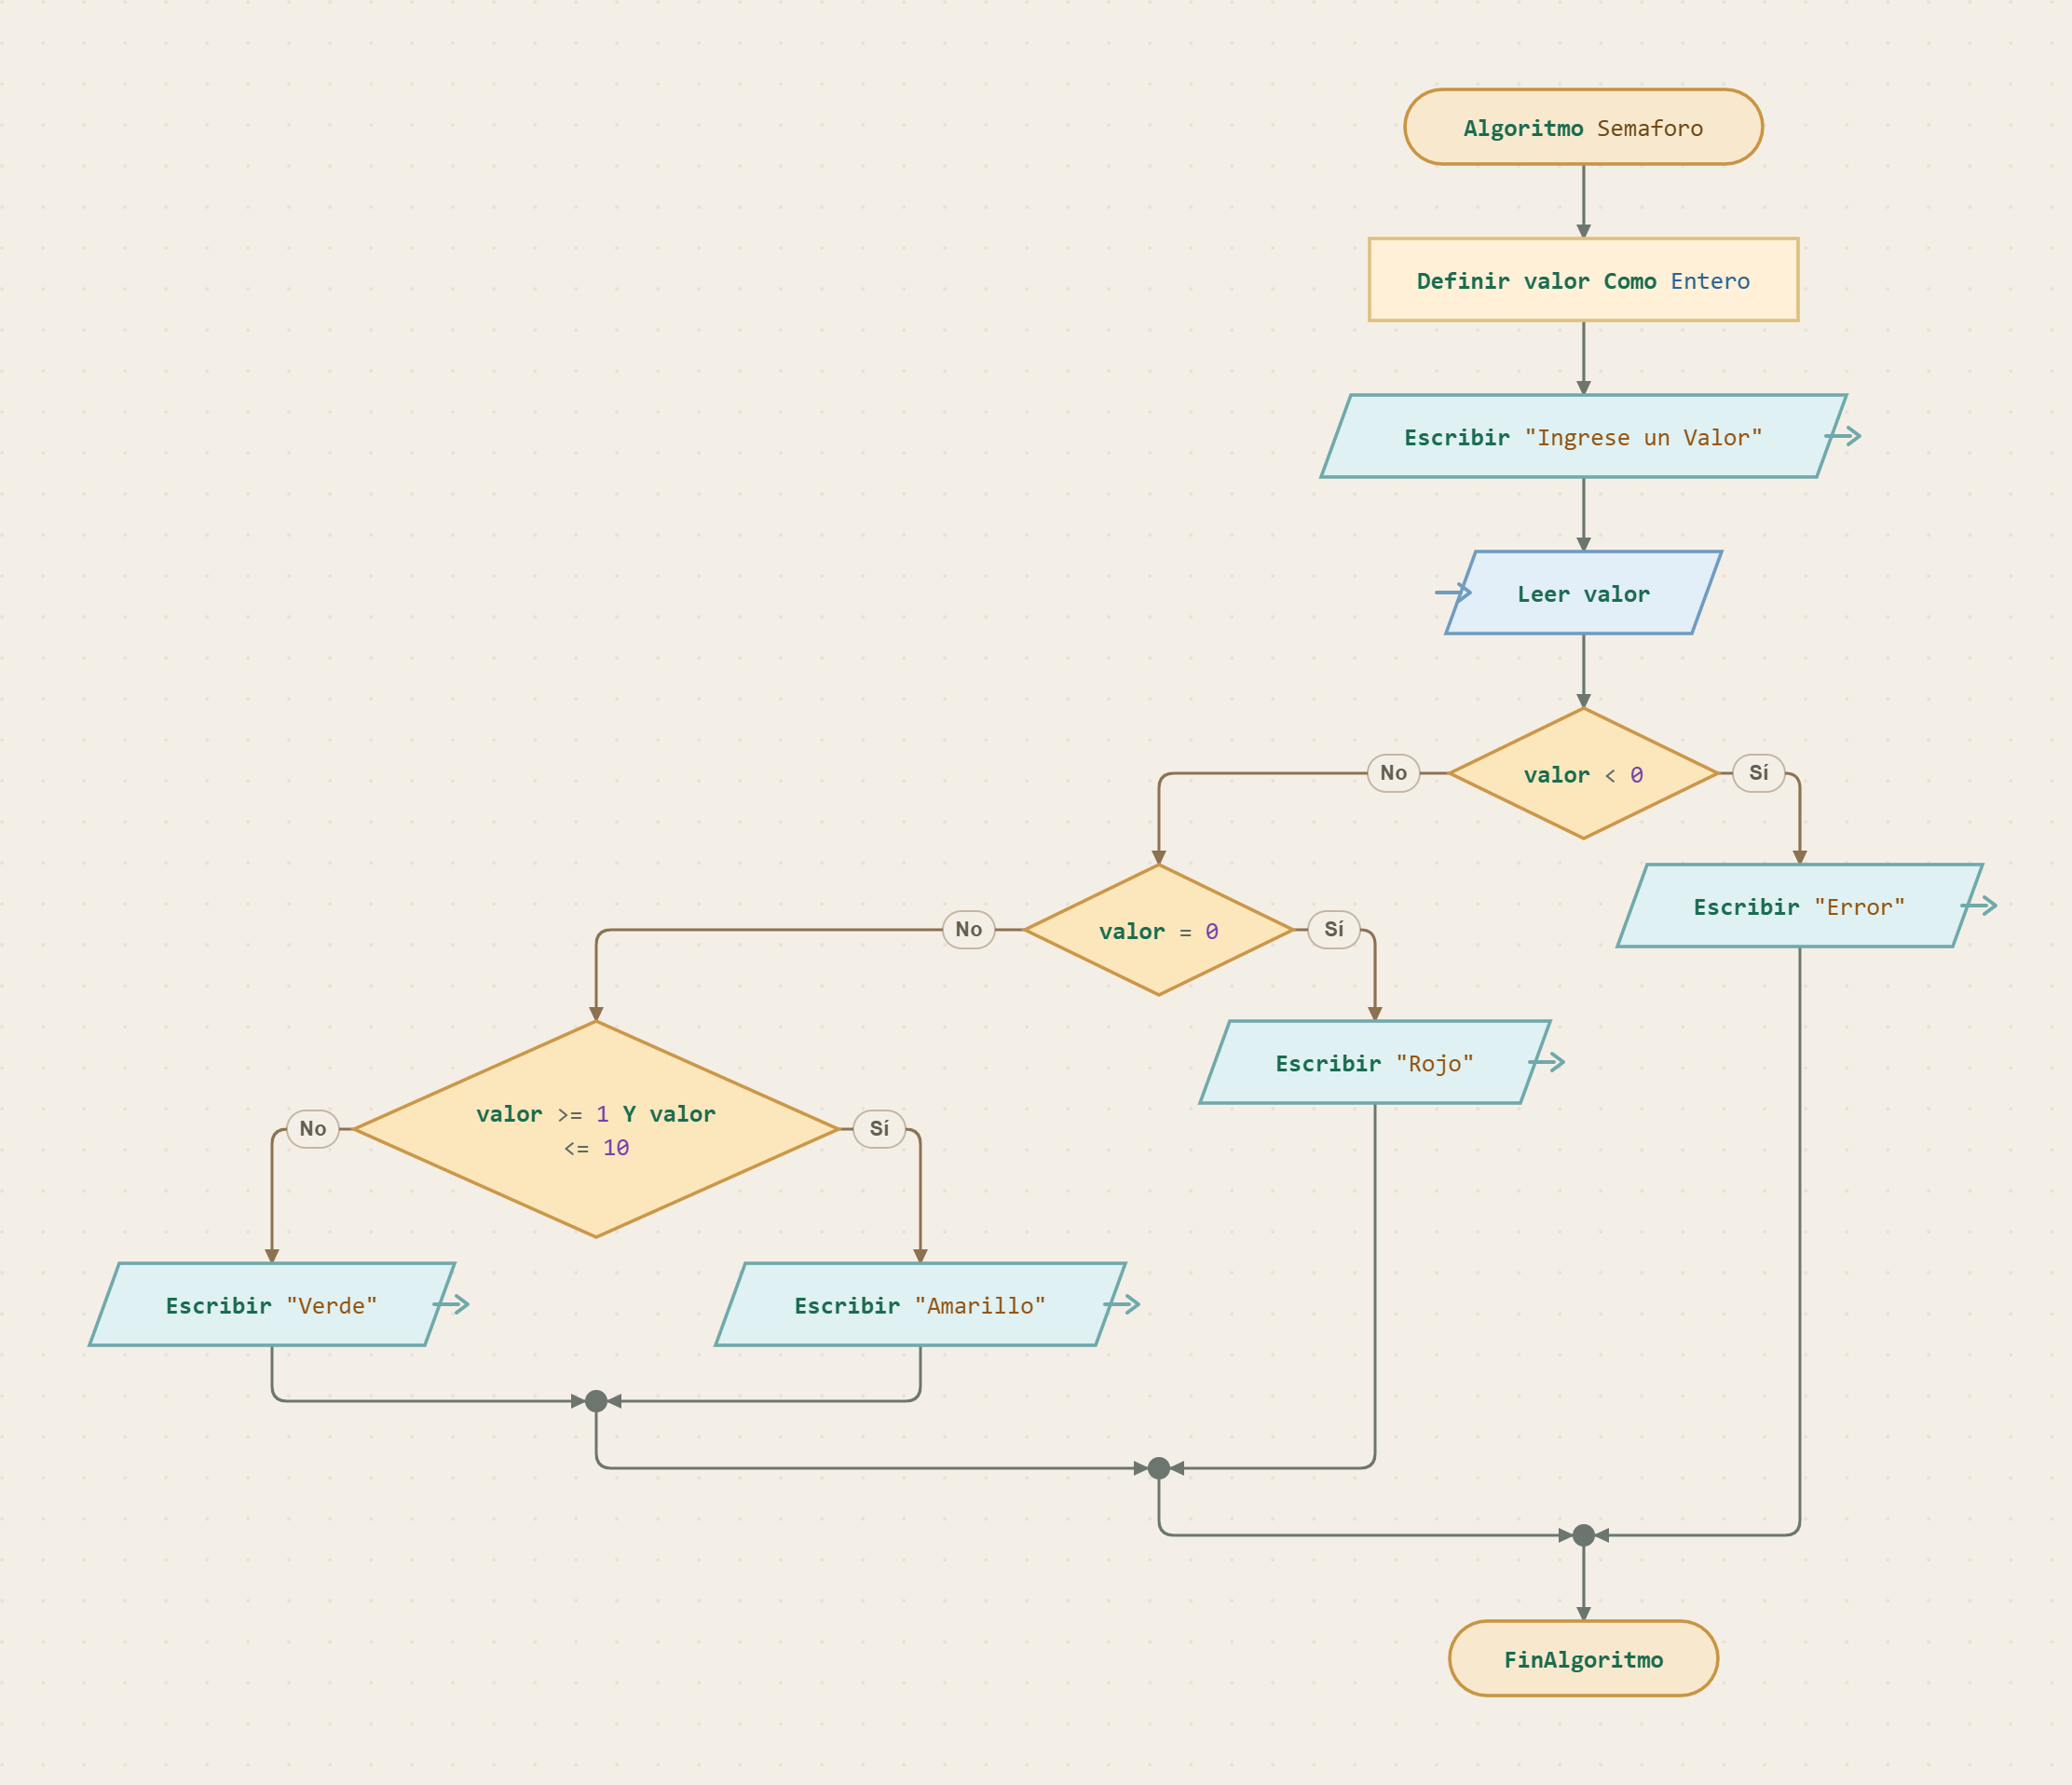 Algoritmo Semaforo
Definir valor Como Entero
Escribir "Ingrese un Valor"
Leer valor
valor < 0
No
Sí
Escribir "Error"
valor = 0
No
Sí
Escribir "Rojo"
valor >= 1 Y valor
<= 10
No
Sí
Escribir "Verde"
Escribir "Amarillo"
FinAlgoritmo